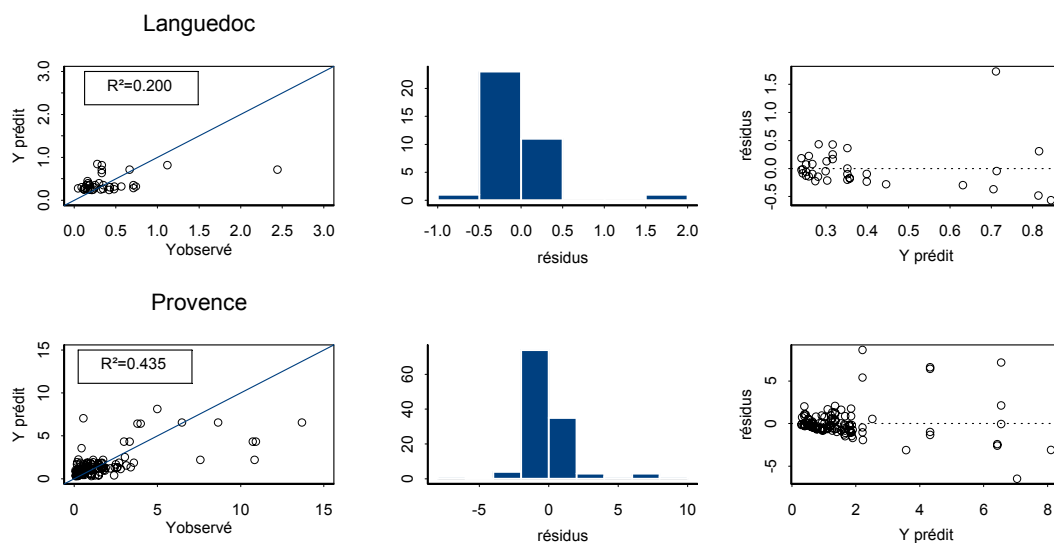 Languedoc
R²=0.200
Y prédit
0.0 1.0 2.0 3.0
0.0 0.5 1.0 1.5 2.0 2.5 3.0
Yobservé
0 5 10 20
-1.0 -0.5 0.0 0.5 1.0 1.5 2.0
résidus
résidus
-0.5 0.0 0.5 1.0 1.5
0.3 0.4 0.5 0.6 0.7 0.8
Y prédit
Provence
R²=0.435
Y prédit
0 5 10 15
0 5 10 15
Yobservé
0 20 40 60
-5 0 5 10
résidus
résidus
-5 0 5
0 2 4 6 8
Y prédit